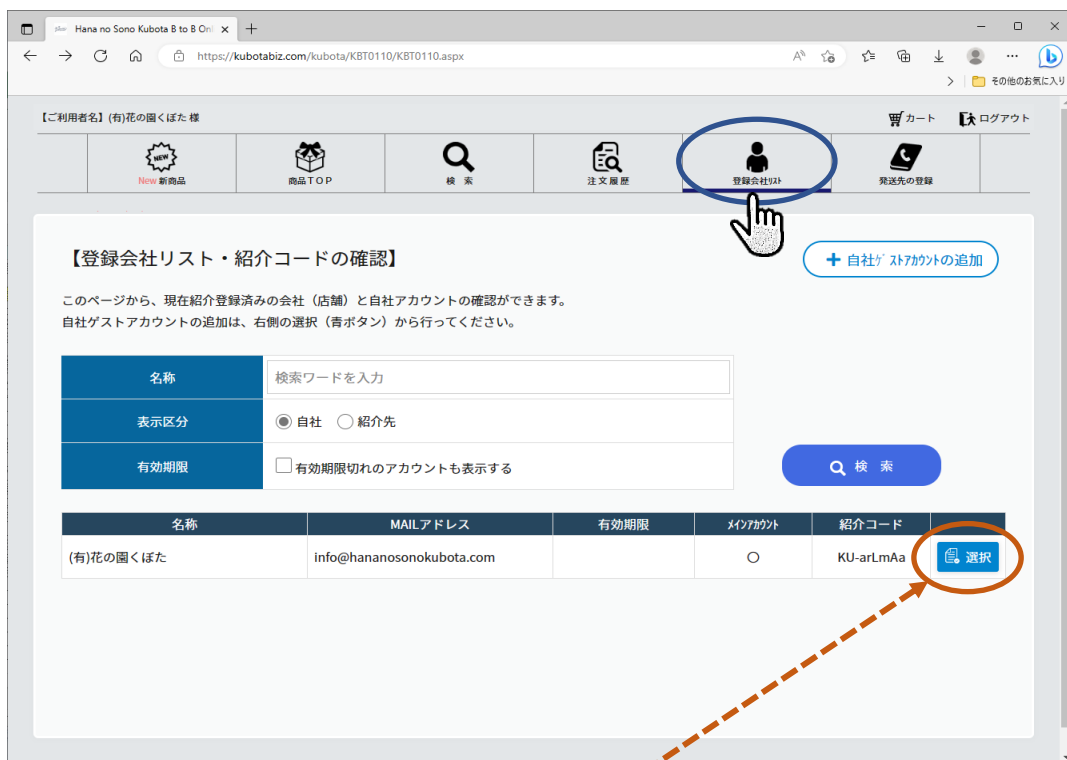 Hana no Sono Kubota B to B Onl
https://kubotabiz.com/kubota/KBT0110/KBT0110.aspx
その他のお気に入り
【ご利用者名】(有)花の園くぼた 様
カート
ログアウト
NEW
New 新商品
商品ＴＯＰ
検 索
注文履歴
登録会社ﾘｽﾄ
発送先の登録
【登録会社リスト・紹介コードの確認】
自社ｹﾞｽﾄｱｶｳﾝﾄの追加
このページから、現在紹介登録済みの会社（店舗）と自社アカウントの確認ができます。
自社ゲストアカウントの追加は、右側の選択（青ボタン）から行ってください。
名称
検索ワードを入力
表示区分
自社 紹介先
有効期限
有効期限切れのアカウントも表示する
検 索
名称 MAILアドレス 有効期限 ﾒｲﾝｱｶｳﾝﾄ 紹介コード
(有)花の園くぼた info@hananosonokubota.com 〇 KU-arLmAa 選択